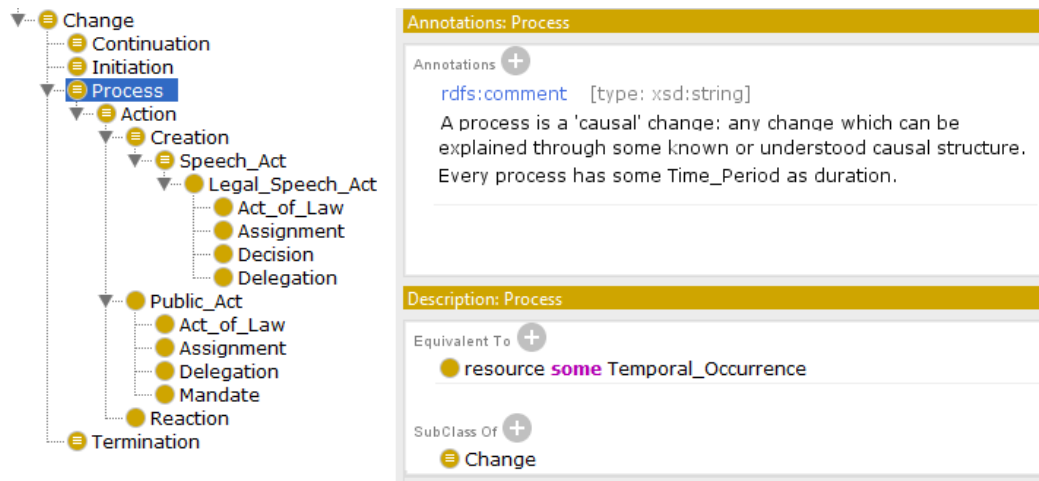 Change
Continuation
Initiation
Process
Action
Creation
Speech_Act
Legal_Speech_Act
Act_of_Law
Assignment
Decision
Delegation
Public_Act
Act_of_Law
Assignment
Delegation
Mandate
Reaction
Termination
Annotations: Process
Annotations
rdfs:comment [type: xsd:string]
A process is a 'causal' change: any change which can be
explained through some known or understood causal structure.
Every process has some Time_Period as duration.
Description: Process
Equivalent To
resource some Temporal_Occurrence
SubClass Of
Change